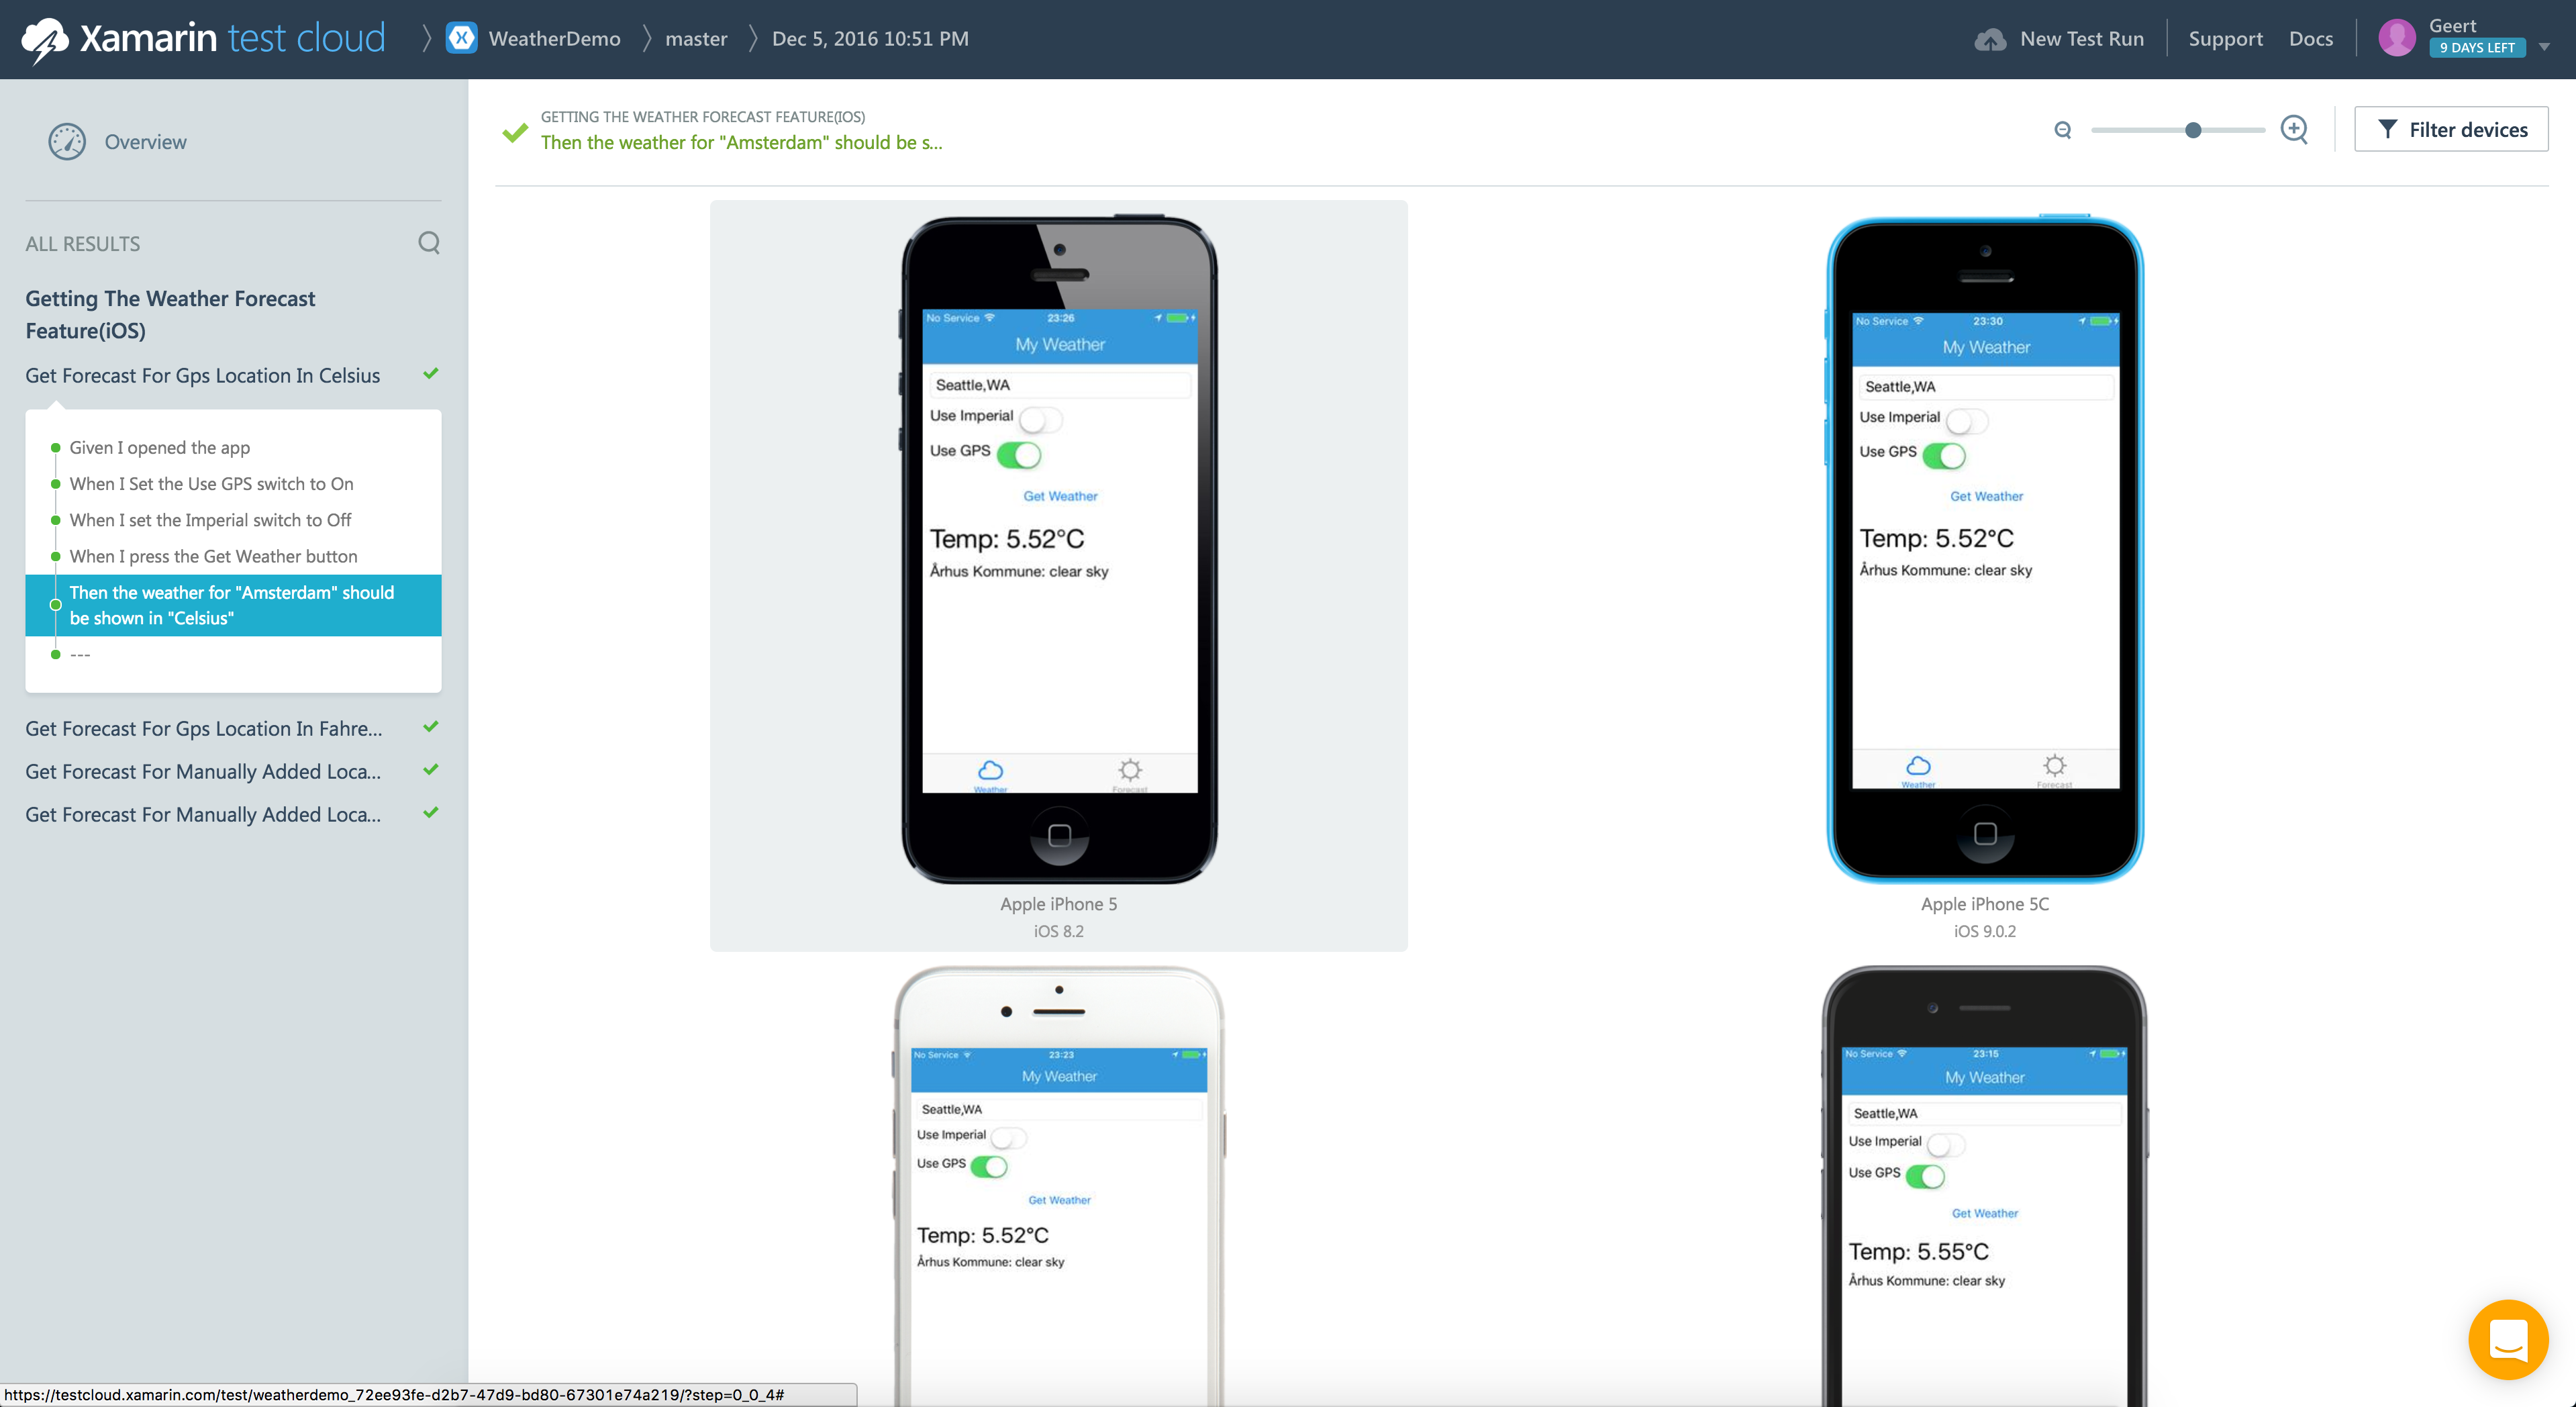 Xamarin test cloud
WeatherDemo
master
Dec 5, 2016 10:51 PM
New Test Run
Support
Docs
Geert
9 DAYS LEFT
Overview
ALL RESULTS
Getting The Weather Forecast
Feature(iOS)
Get Forecast For Gps Location In Celsius
Given I opened the app
When I Set the Use GPS switch to On
When I set the Imperial switch to Off
When I press the Get Weather button
Then the weather for "Amsterdam" should
be shown in "Celsius"
---
Get Forecast For Gps Location In Fahre...
Get Forecast For Manually Added Loca...
Get Forecast For Manually Added Loca...
GETTING THE WEATHER FORECAST FEATURE(IOS)
Then the weather for "Amsterdam" should be s...
Filter devices
No Service
23:26
My Weather
Seattle,WA
Use Imperial
Use GPS
Get Weather
Temp: 5.52°C
Århus Kommune: clear sky
Weather
Forecast
Apple iPhone 5
iOS 8.2
No Service
23:30
My Weather
Seattle,WA
Use Imperial
Use GPS
Get Weather
Temp: 5.52°C
Århus Kommune: clear sky
Weather
Forecast
Apple iPhone 5C
iOS 9.0.2
No Service
23:23
My Weather
Seattle,WA
Use Imperial
Use GPS
Get Weather
Temp: 5.52°C
Århus Kommune: clear sky
No Service
23:15
My Weather
Seattle,WA
Use Imperial
Use GPS
Get Weather
Temp: 5.55°C
Århus Kommune: clear sky
https://testcloud.xamarin.com/test/weatherdemo_72ee93fe-d2b7-47d9-bd80-67301e74a219/?step=0_0_4#